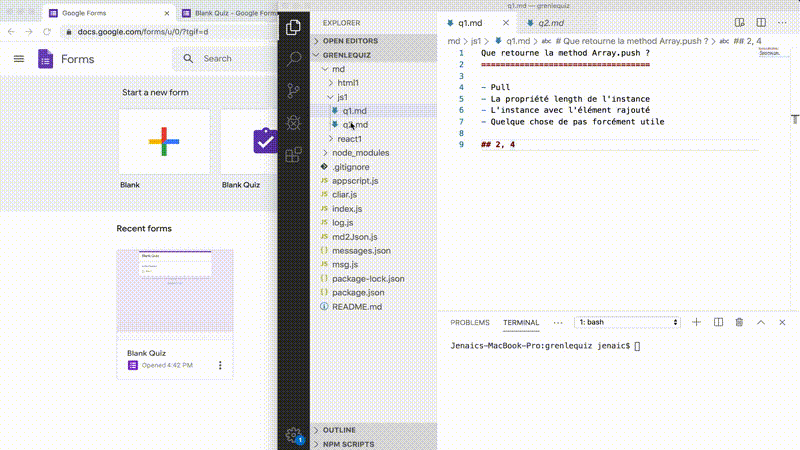 Google Forms
Blank Quiz - Google Form
docs.google.com/forms/u/0/?tgif=d
Forms
Search
Start a new form
Blank
Blank Quiz
Recent forms
Blank Quiz
Opened 4:42 PM
q1.md — grenlequiz
EXPLORER
OPEN EDITORS
GRENLEQUIZ
md
html1
js1
q1.md
q2.md
react1
node_modules
.gitignore
appscript.js
cliar.js
index.js
log.js
md2Json.js
messages.json
msg.js
package-lock.json
package.json
README.md
OUTLINE
NPM SCRIPTS
1
q1.md
q2.md
md > js1 > q1.md > abc # Que retourne la method Array.push ? > abc ## 2, 4
1 Que retourne la method Array.push ?
2 ===================================
3
4 - Pull
5 - La propriété length de l'instance
6 - L'instance avec l'élément rajouté
7 - Quelque chose de pas forcément utile
8
9 ## 2, 4
PROBLEMS TERMINAL ··· 1: bash
Jenaics-MacBook-Pro:grenlequiz jenaic$